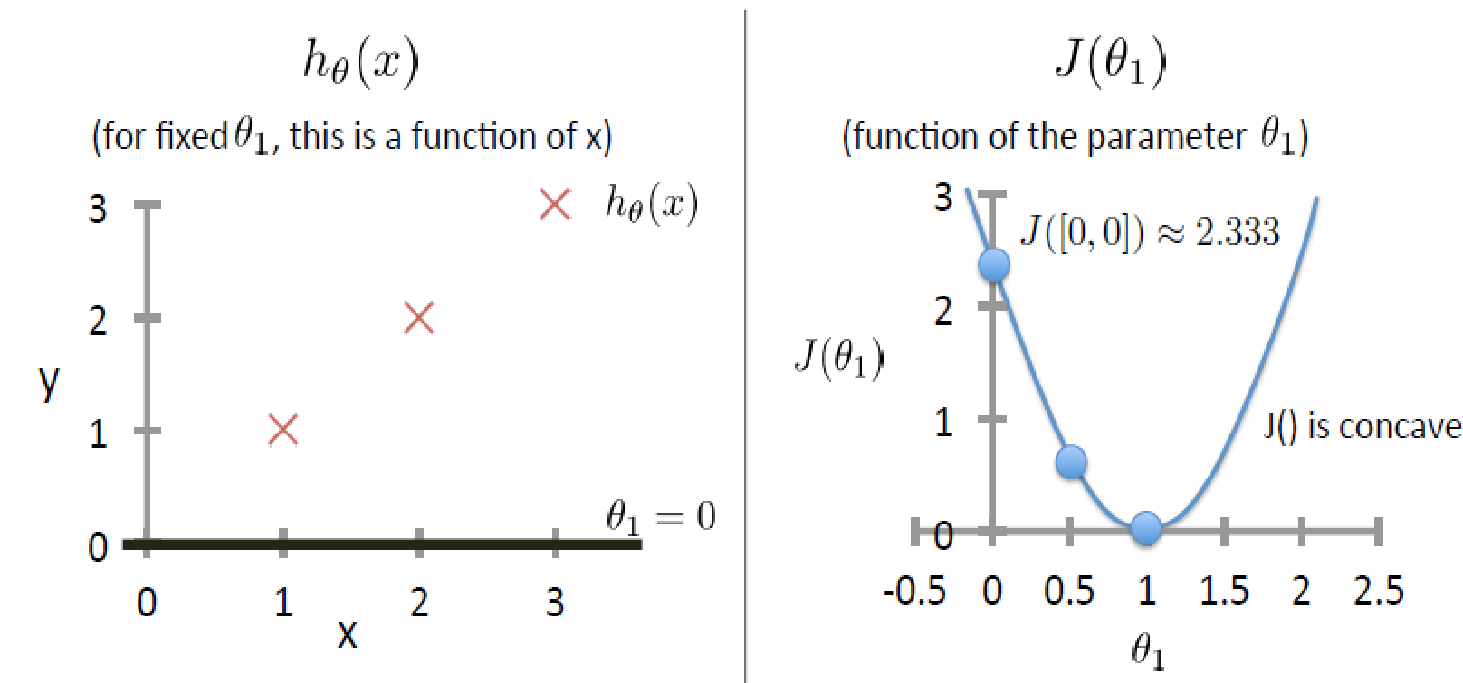 hθ(x)
(for fixed θ1, this is a function of x)
3
hθ(x)
2
y
1
θ1 = 0
0
0 1 2 3
x
J(θ1)
(function of the parameter θ1)
3
J([0, 0]) ≈ 2.333
2
J(θ1)
1
J() is concave
0
-0.5 0 0.5 1 1.5 2 2.5
θ1